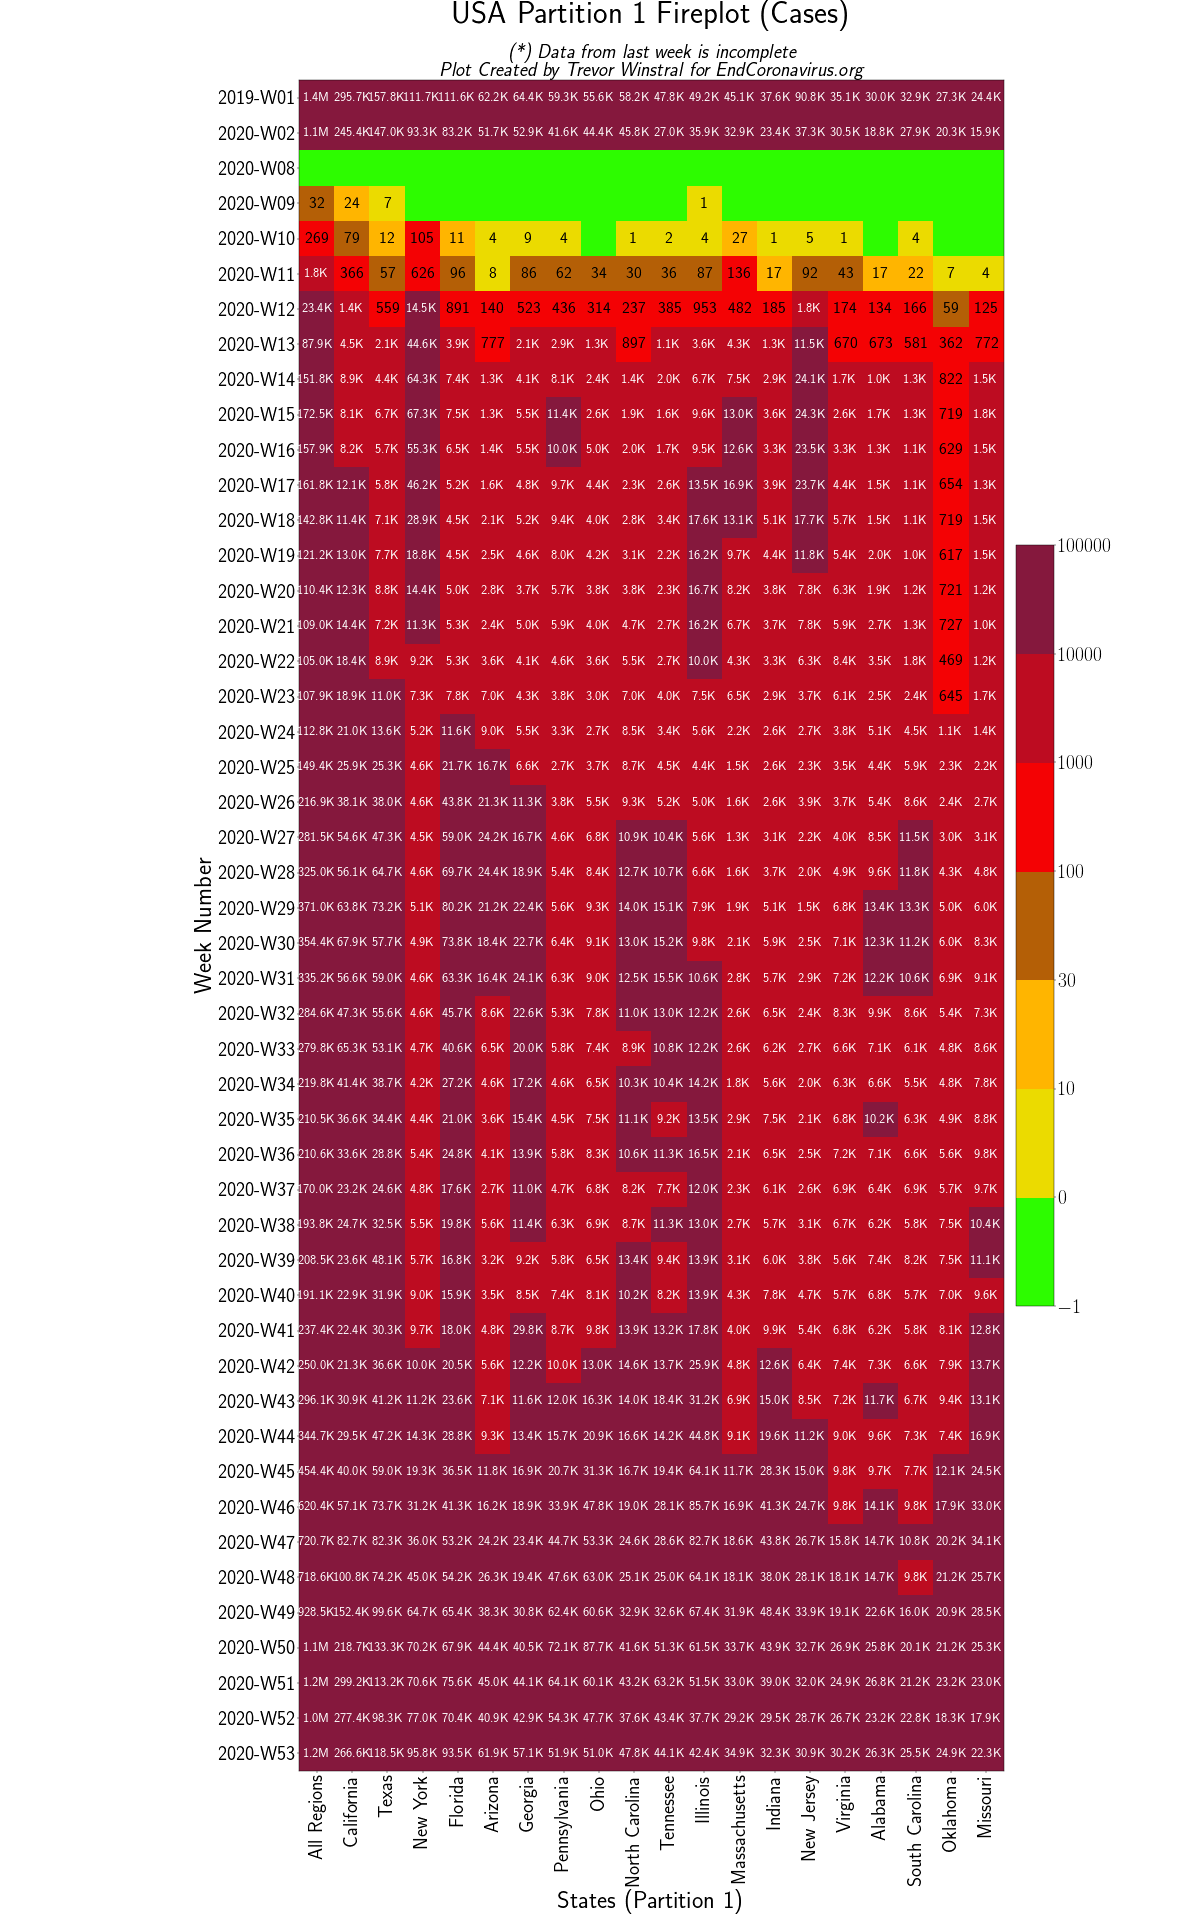 USA Partition 1 Fireplot (Cases)
(*) Data from last week is incomplete
Plot Created by Trevor Winstral for EndCoronavirus.org
2019-W01 1.4M 295.7K 157.8K 111.7K 111.6K 62.2K 64.4K 59.3K 55.6K 58.2K 47.8K 49.2K 45.1K 37.6K 90.8K 35.1K 30.0K 32.9K 27.3K 24.4K
2020-W02 1.1M 245.4K 147.0K 93.3K 83.2K 51.7K 52.9K 41.6K 44.4K 45.8K 27.0K 35.9K 32.9K 23.4K 37.3K 30.5K 18.8K 27.9K 20.3K 15.9K
2020-W08
2020-W09 32 24 7 1
2020-W10 269 79 12 105 11 4 9 4 1 2 4 27 1 5 1 4
2020-W11 1.8K 366 57 626 96 8 86 62 34 30 36 87 136 17 92 43 17 22 7 4
2020-W12 23.4K 1.4K 559 14.5K 891 140 523 436 314 237 385 953 482 185 1.8K 174 134 166 59 125
2020-W13 87.9K 4.5K 2.1K 44.6K 3.9K 777 2.1K 2.9K 1.3K 897 1.1K 3.6K 4.3K 1.3K 11.5K 670 673 581 362 772
2020-W14 151.8K 8.9K 4.4K 64.3K 7.4K 1.3K 4.1K 8.1K 2.4K 1.4K 2.0K 6.7K 7.5K 2.9K 24.1K 1.7K 1.0K 1.3K 822 1.5K
2020-W15 172.5K 8.1K 6.7K 67.3K 7.5K 1.3K 5.5K 11.4K 2.6K 1.9K 1.6K 9.6K 13.0K 3.6K 24.3K 2.6K 1.7K 1.3K 719 1.8K
2020-W16 157.9K 8.2K 5.7K 55.3K 6.5K 1.4K 5.5K 10.0K 5.0K 2.0K 1.7K 9.5K 12.6K 3.3K 23.5K 3.3K 1.3K 1.1K 629 1.5K
2020-W17 161.8K 12.1K 5.8K 46.2K 5.2K 1.6K 4.8K 9.7K 4.4K 2.3K 2.6K 13.5K 16.9K 3.9K 23.7K 4.4K 1.5K 1.1K 654 1.3K
2020-W18 142.8K 11.4K 7.1K 28.9K 4.5K 2.1K 5.2K 9.4K 4.0K 2.8K 3.4K 17.6K 13.1K 5.1K 17.7K 5.7K 1.5K 1.1K 719 1.5K
2020-W19 121.2K 13.0K 7.7K 18.8K 4.5K 2.5K 4.6K 8.0K 4.2K 3.1K 2.2K 16.2K 9.7K 4.4K 11.8K 5.4K 2.0K 1.0K 617 1.5K
2020-W20 110.4K 12.3K 8.8K 14.4K 5.0K 2.8K 3.7K 5.7K 3.8K 3.8K 2.3K 16.7K 8.2K 3.8K 7.8K 6.3K 1.9K 1.2K 721 1.2K
2020-W21 109.0K 14.4K 7.2K 11.3K 5.3K 2.4K 5.0K 5.9K 4.0K 4.7K 2.7K 16.2K 6.7K 3.7K 7.8K 5.9K 2.7K 1.3K 727 1.0K
2020-W22 105.0K 18.4K 8.9K 9.2K 5.3K 3.6K 4.1K 4.6K 3.6K 5.5K 2.7K 10.0K 4.3K 3.3K 6.3K 8.4K 3.5K 1.8K 469 1.2K
2020-W23 107.9K 18.9K 11.0K 7.3K 7.8K 7.0K 4.3K 3.8K 3.0K 7.0K 4.0K 7.5K 6.5K 2.9K 3.7K 6.1K 2.5K 2.4K 645 1.7K
2020-W24 112.8K 21.0K 13.6K 5.2K 11.6K 9.0K 5.5K 3.3K 2.7K 8.5K 3.4K 5.6K 2.2K 2.6K 2.7K 3.8K 5.1K 4.5K 1.1K 1.4K
2020-W25 149.4K 25.9K 25.3K 4.6K 21.7K 16.7K 6.6K 2.7K 3.7K 8.7K 4.5K 4.4K 1.5K 2.6K 2.3K 3.5K 4.4K 5.9K 2.3K 2.2K
2020-W26 216.9K 38.1K 38.0K 4.6K 43.8K 21.3K 11.3K 3.8K 5.5K 9.3K 5.2K 5.0K 1.6K 2.6K 3.9K 3.7K 5.4K 8.6K 2.4K 2.7K
2020-W27 281.5K 54.6K 47.3K 4.5K 59.0K 24.2K 16.7K 4.6K 6.8K 10.9K 10.4K 5.6K 1.3K 3.1K 2.2K 4.0K 8.5K 11.5K 3.0K 3.1K
2020-W28 325.0K 56.1K 64.7K 4.6K 69.7K 24.4K 18.9K 5.4K 8.4K 12.7K 10.7K 6.6K 1.6K 3.7K 2.0K 4.9K 9.6K 11.8K 4.3K 4.8K
2020-W29 371.0K 63.8K 73.2K 5.1K 80.2K 21.2K 22.4K 5.6K 9.3K 14.0K 15.1K 7.9K 1.9K 5.1K 1.5K 6.8K 13.4K 13.3K 5.0K 6.0K
2020-W30 354.4K 67.9K 57.7K 4.9K 73.8K 18.4K 22.7K 6.4K 9.1K 13.0K 15.2K 9.8K 2.1K 5.9K 2.5K 7.1K 12.3K 11.2K 6.0K 8.3K
2020-W31 335.2K 56.6K 59.0K 4.6K 63.3K 16.4K 24.1K 6.3K 9.0K 12.5K 15.5K 10.6K 2.8K 5.7K 2.9K 7.2K 12.2K 10.6K 6.9K 9.1K
2020-W32 284.6K 47.3K 55.6K 4.6K 45.7K 8.6K 22.6K 5.3K 7.8K 11.0K 13.0K 12.2K 2.6K 6.5K 2.4K 8.3K 9.9K 8.6K 5.4K 7.3K
2020-W33 279.8K 65.3K 53.1K 4.7K 40.6K 6.5K 20.0K 5.8K 7.4K 8.9K 10.8K 12.2K 2.6K 6.2K 2.7K 6.6K 7.1K 6.1K 4.8K 8.6K
2020-W34 219.8K 41.4K 38.7K 4.2K 27.2K 4.6K 17.2K 4.6K 6.5K 10.3K 10.4K 14.2K 1.8K 5.6K 2.0K 6.3K 6.6K 5.5K 4.8K 7.8K
2020-W35 210.5K 36.6K 34.4K 4.4K 21.0K 3.6K 15.4K 4.5K 7.5K 11.1K 9.2K 13.5K 2.9K 7.5K 2.1K 6.8K 10.2K 6.3K 4.9K 8.8K
2020-W36 210.6K 33.6K 28.8K 5.4K 24.8K 4.1K 13.9K 5.8K 8.3K 10.6K 11.3K 16.5K 2.1K 6.5K 2.5K 7.2K 7.1K 6.6K 5.6K 9.8K
2020-W37 170.0K 23.2K 24.6K 4.8K 17.6K 2.7K 11.0K 4.7K 6.8K 8.2K 7.7K 12.0K 2.3K 6.1K 2.6K 6.9K 6.4K 6.9K 5.7K 9.7K
2020-W38 193.8K 24.7K 32.5K 5.5K 19.8K 5.6K 11.4K 6.3K 6.9K 8.7K 11.3K 13.0K 2.7K 5.7K 3.1K 6.7K 6.2K 5.8K 7.5K 10.4K
2020-W39 208.5K 23.6K 48.1K 5.7K 16.8K 3.2K 9.2K 5.8K 6.5K 13.4K 9.4K 13.9K 3.1K 6.0K 3.8K 5.6K 7.4K 8.2K 7.5K 11.1K
2020-W40 191.1K 22.9K 31.9K 9.0K 15.9K 3.5K 8.5K 7.4K 8.1K 10.2K 8.2K 13.9K 4.3K 7.8K 4.7K 5.7K 6.8K 5.7K 7.0K 9.6K
2020-W41 237.4K 22.4K 30.3K 9.7K 18.0K 4.8K 29.8K 8.7K 9.8K 13.9K 13.2K 17.8K 4.0K 9.9K 5.4K 6.8K 6.2K 5.8K 8.1K 12.8K
2020-W42 250.0K 21.3K 36.6K 10.0K 20.5K 5.6K 12.2K 10.0K 13.0K 14.6K 13.7K 25.9K 4.8K 12.6K 6.4K 7.4K 7.3K 6.6K 7.9K 13.7K
2020-W43 296.1K 30.9K 41.2K 11.2K 23.6K 7.1K 11.6K 12.0K 16.3K 14.0K 18.4K 31.2K 6.9K 15.0K 8.5K 7.2K 11.7K 6.7K 9.4K 13.1K
2020-W44 344.7K 29.5K 47.2K 14.3K 28.8K 9.3K 13.4K 15.7K 20.9K 16.6K 14.2K 44.8K 9.1K 19.6K 11.2K 9.0K 9.6K 7.3K 7.4K 16.9K
2020-W45 454.4K 40.0K 59.0K 19.3K 36.5K 11.8K 16.9K 20.7K 31.3K 16.7K 19.4K 64.1K 11.7K 28.3K 15.0K 9.8K 9.7K 7.7K 12.1K 24.5K
2020-W46 620.4K 57.1K 73.7K 31.2K 41.3K 16.2K 18.9K 33.9K 47.8K 19.0K 28.1K 85.7K 16.9K 41.3K 24.7K 9.8K 14.1K 9.8K 17.9K 33.0K
2020-W47 720.7K 82.7K 82.3K 36.0K 53.2K 24.2K 23.4K 44.7K 53.3K 24.6K 28.6K 82.7K 18.6K 43.8K 26.7K 15.8K 14.7K 10.8K 20.2K 34.1K
2020-W48 718.6K 100.8K 74.2K 45.0K 54.2K 26.3K 19.4K 47.6K 63.0K 25.1K 25.0K 64.1K 18.1K 38.0K 28.1K 18.1K 14.7K 9.8K 21.2K 25.7K
2020-W49 928.5K 152.4K 99.6K 64.7K 65.4K 38.3K 30.8K 62.4K 60.6K 32.9K 32.6K 67.4K 31.9K 48.4K 33.9K 19.1K 22.6K 16.0K 20.9K 28.5K
2020-W50 1.1M 218.7K 133.3K 70.2K 67.9K 44.4K 40.5K 72.1K 87.7K 41.6K 51.3K 61.5K 33.7K 43.9K 32.7K 26.9K 25.8K 20.1K 21.2K 25.3K
2020-W51 1.2M 299.2K 113.2K 70.6K 75.6K 45.0K 44.1K 64.1K 60.1K 43.2K 63.2K 51.5K 33.0K 39.0K 32.0K 24.9K 26.8K 21.2K 23.2K 23.0K
2020-W52 1.0M 277.4K 98.3K 77.0K 70.4K 40.9K 42.9K 54.3K 47.7K 37.6K 43.4K 37.7K 29.2K 29.5K 28.7K 26.7K 23.2K 22.8K 18.3K 17.9K
2020-W53 1.2M 266.6K 118.5K 95.8K 93.5K 61.9K 57.1K 51.9K 51.0K 47.8K 44.1K 42.4K 34.9K 32.3K 30.9K 30.2K 26.3K 25.5K 24.9K 22.3K
Week Number
All Regions
California
Texas
New York
Florida
Arizona
Georgia
Pennsylvania
Ohio
North Carolina
Tennessee
Illinois
Massachusetts
Indiana
New Jersey
Virginia
Alabama
South Carolina
Oklahoma
Missouri
States (Partition 1)
100000
10000
1000
100
30
10
0
−1